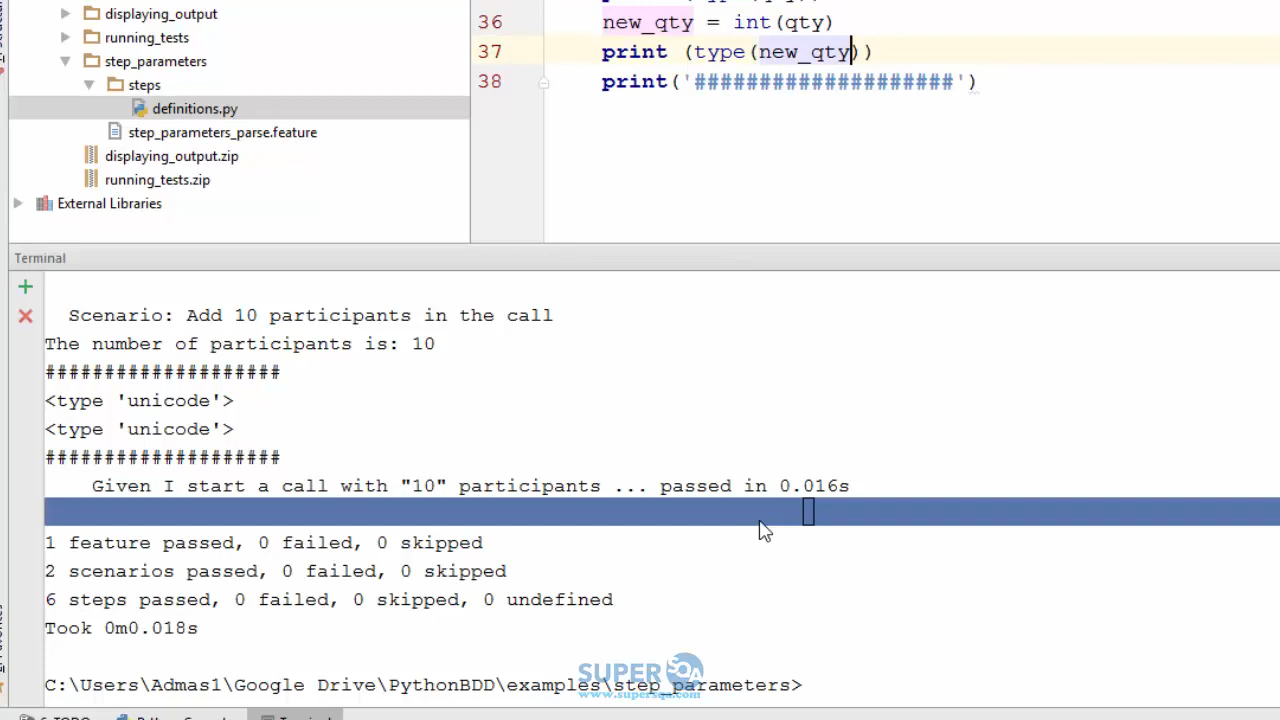 displaying_output
running_tests
step_parameters
steps
definitions.py
step_parameters_parse.feature
displaying_output.zip
running_tests.zip
External Libraries
36 new_qty = int(qty)
37 print (type(new_qty))
38 print('####################')
Terminal
Scenario: Add 10 participants in the call
The number of participants is: 10
####################
<type 'unicode'>
<type 'unicode'>
####################
Given I start a call with "10" participants ... passed in 0.016s
1 feature passed, 0 failed, 0 skipped
2 scenarios passed, 0 failed, 0 skipped
6 steps passed, 0 failed, 0 skipped, 0 undefined
Took 0m0.018s
SUPER SQA
www.supersqa.com
C:\Users\Admas1\Google Drive\PythonBDD\examples\step_parameters>